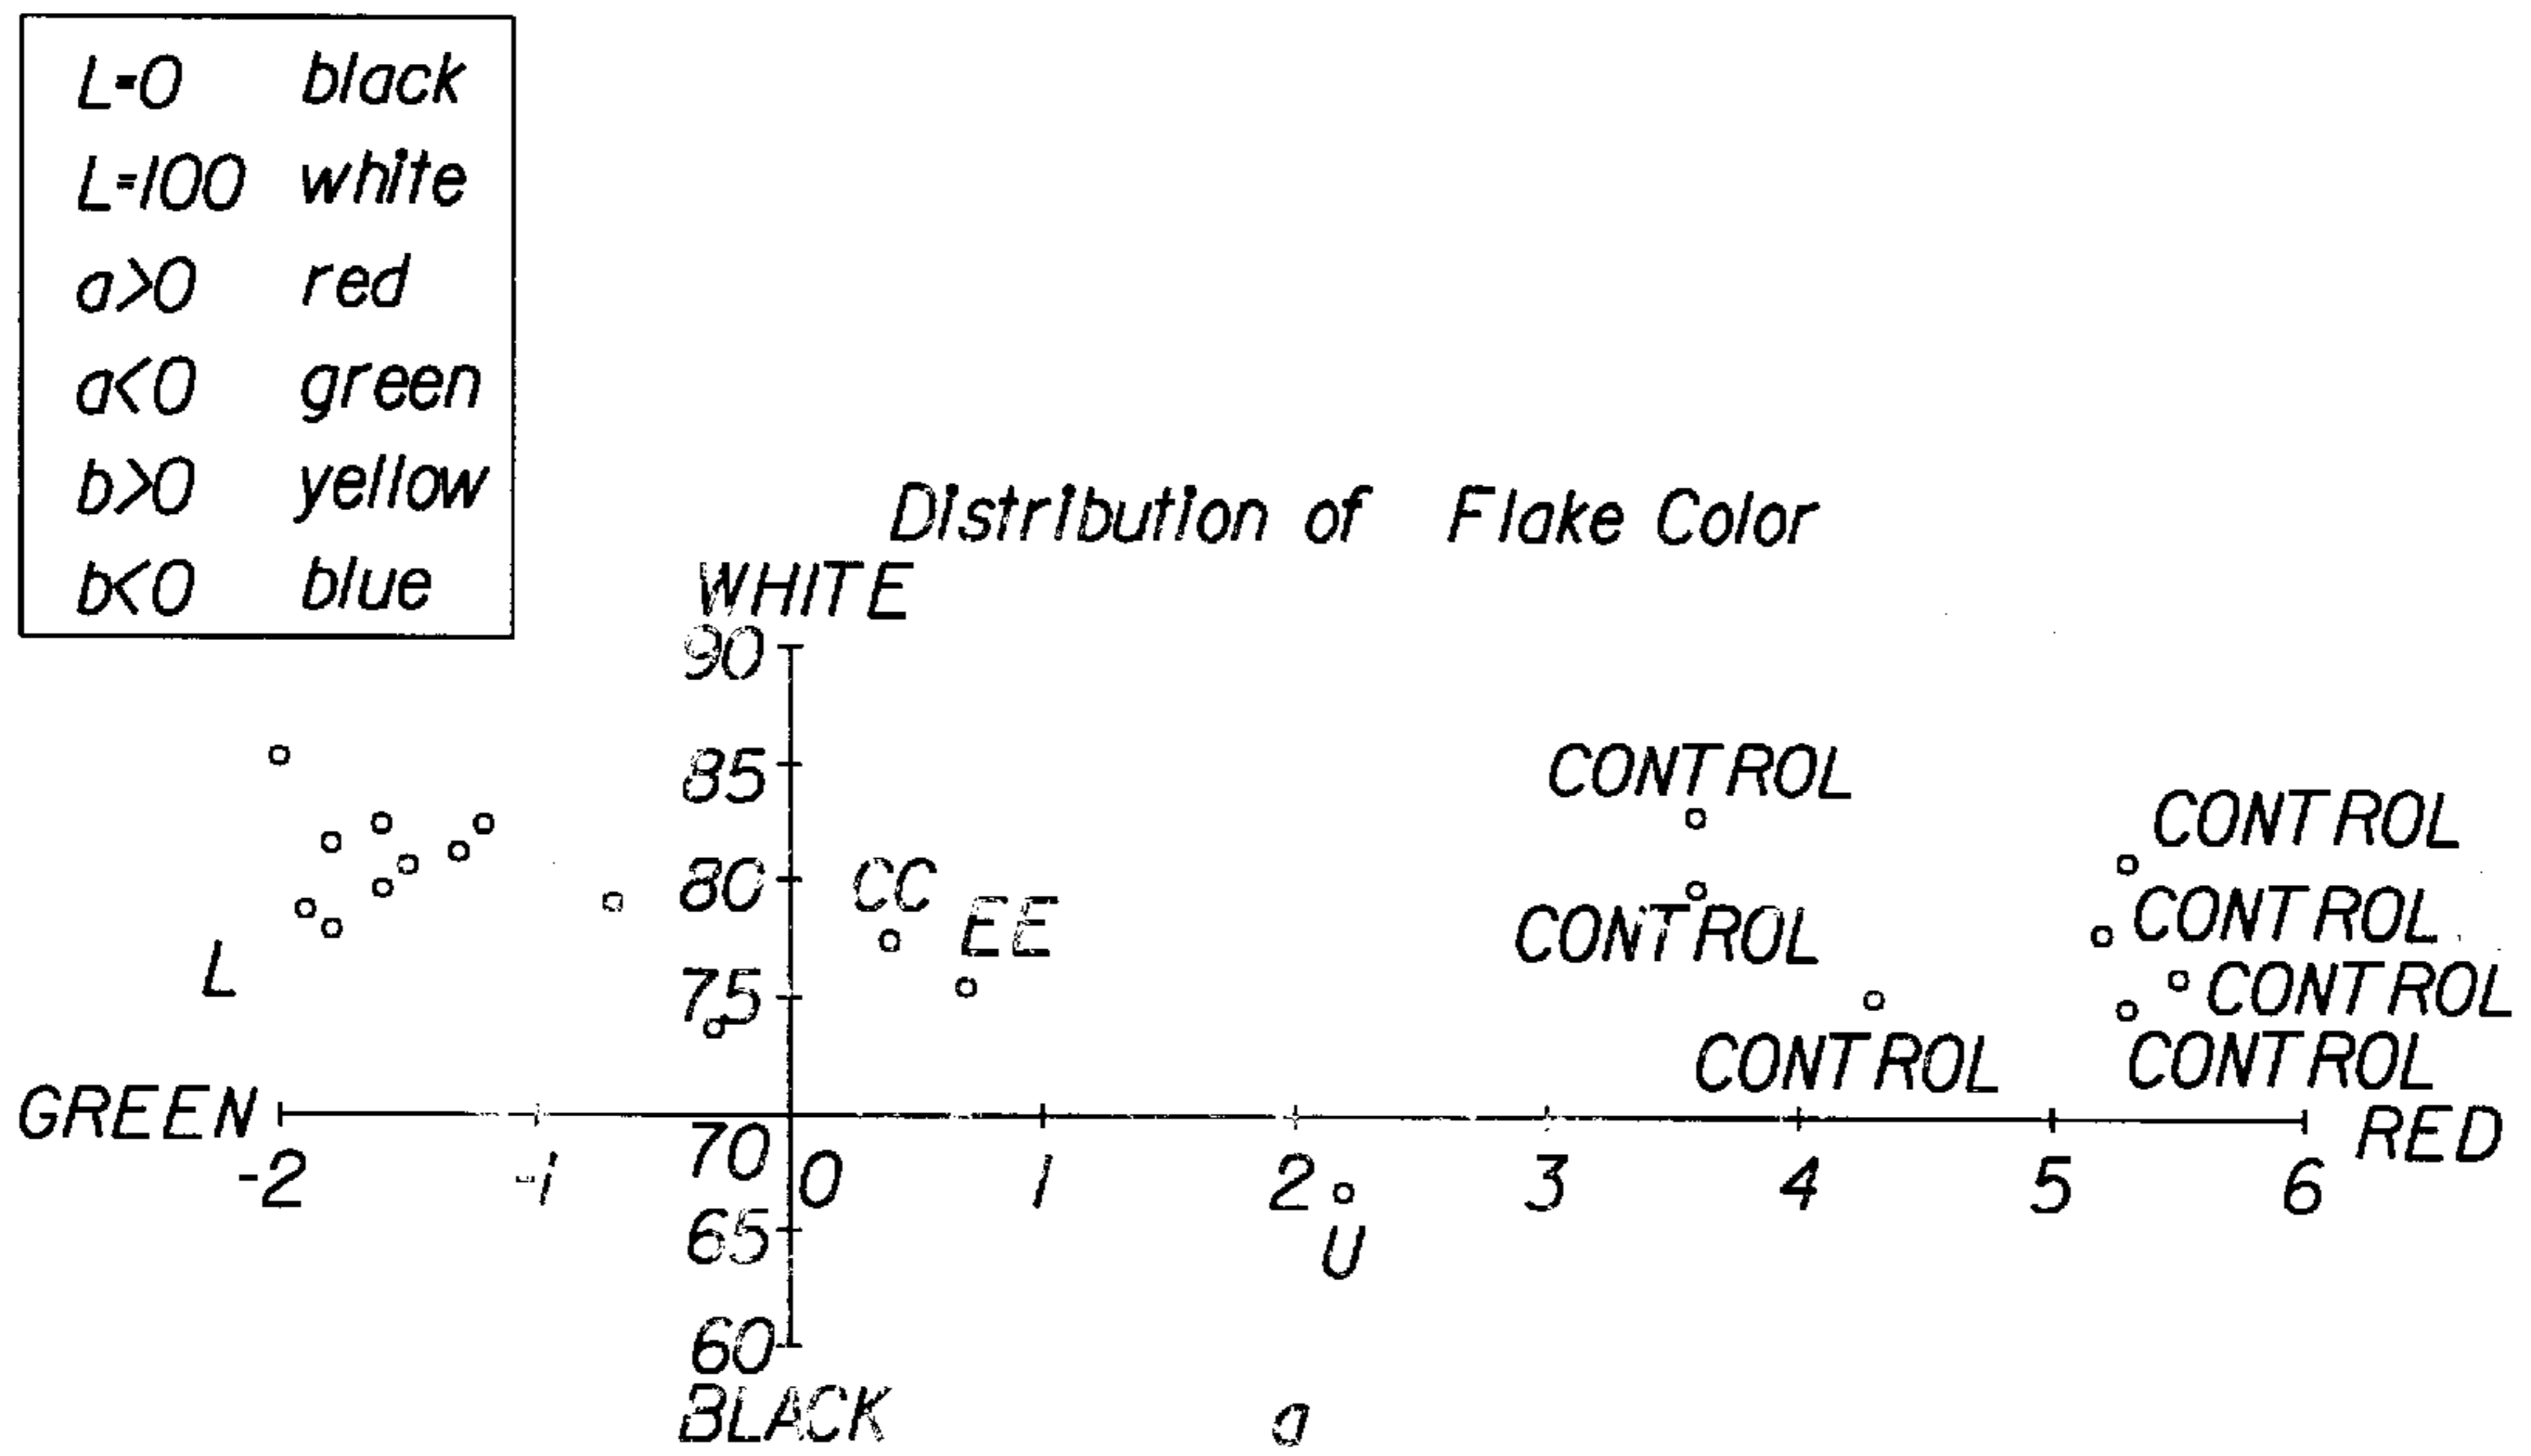 L=0 black
L=100 white
a>0 red
a<0 green
b>0 yellow
b<0 blue
Distribution of Flake Color
WHITE
90
85
CONTROL
CONTROL
80
CC
EE
CONTROL
CONTROL
L
75
CONTROL
CONTROL
CONTROL
GREEN
RED
-2
-1
70
0
1
2
3
4
5
6
65
U
60
BLACK
a